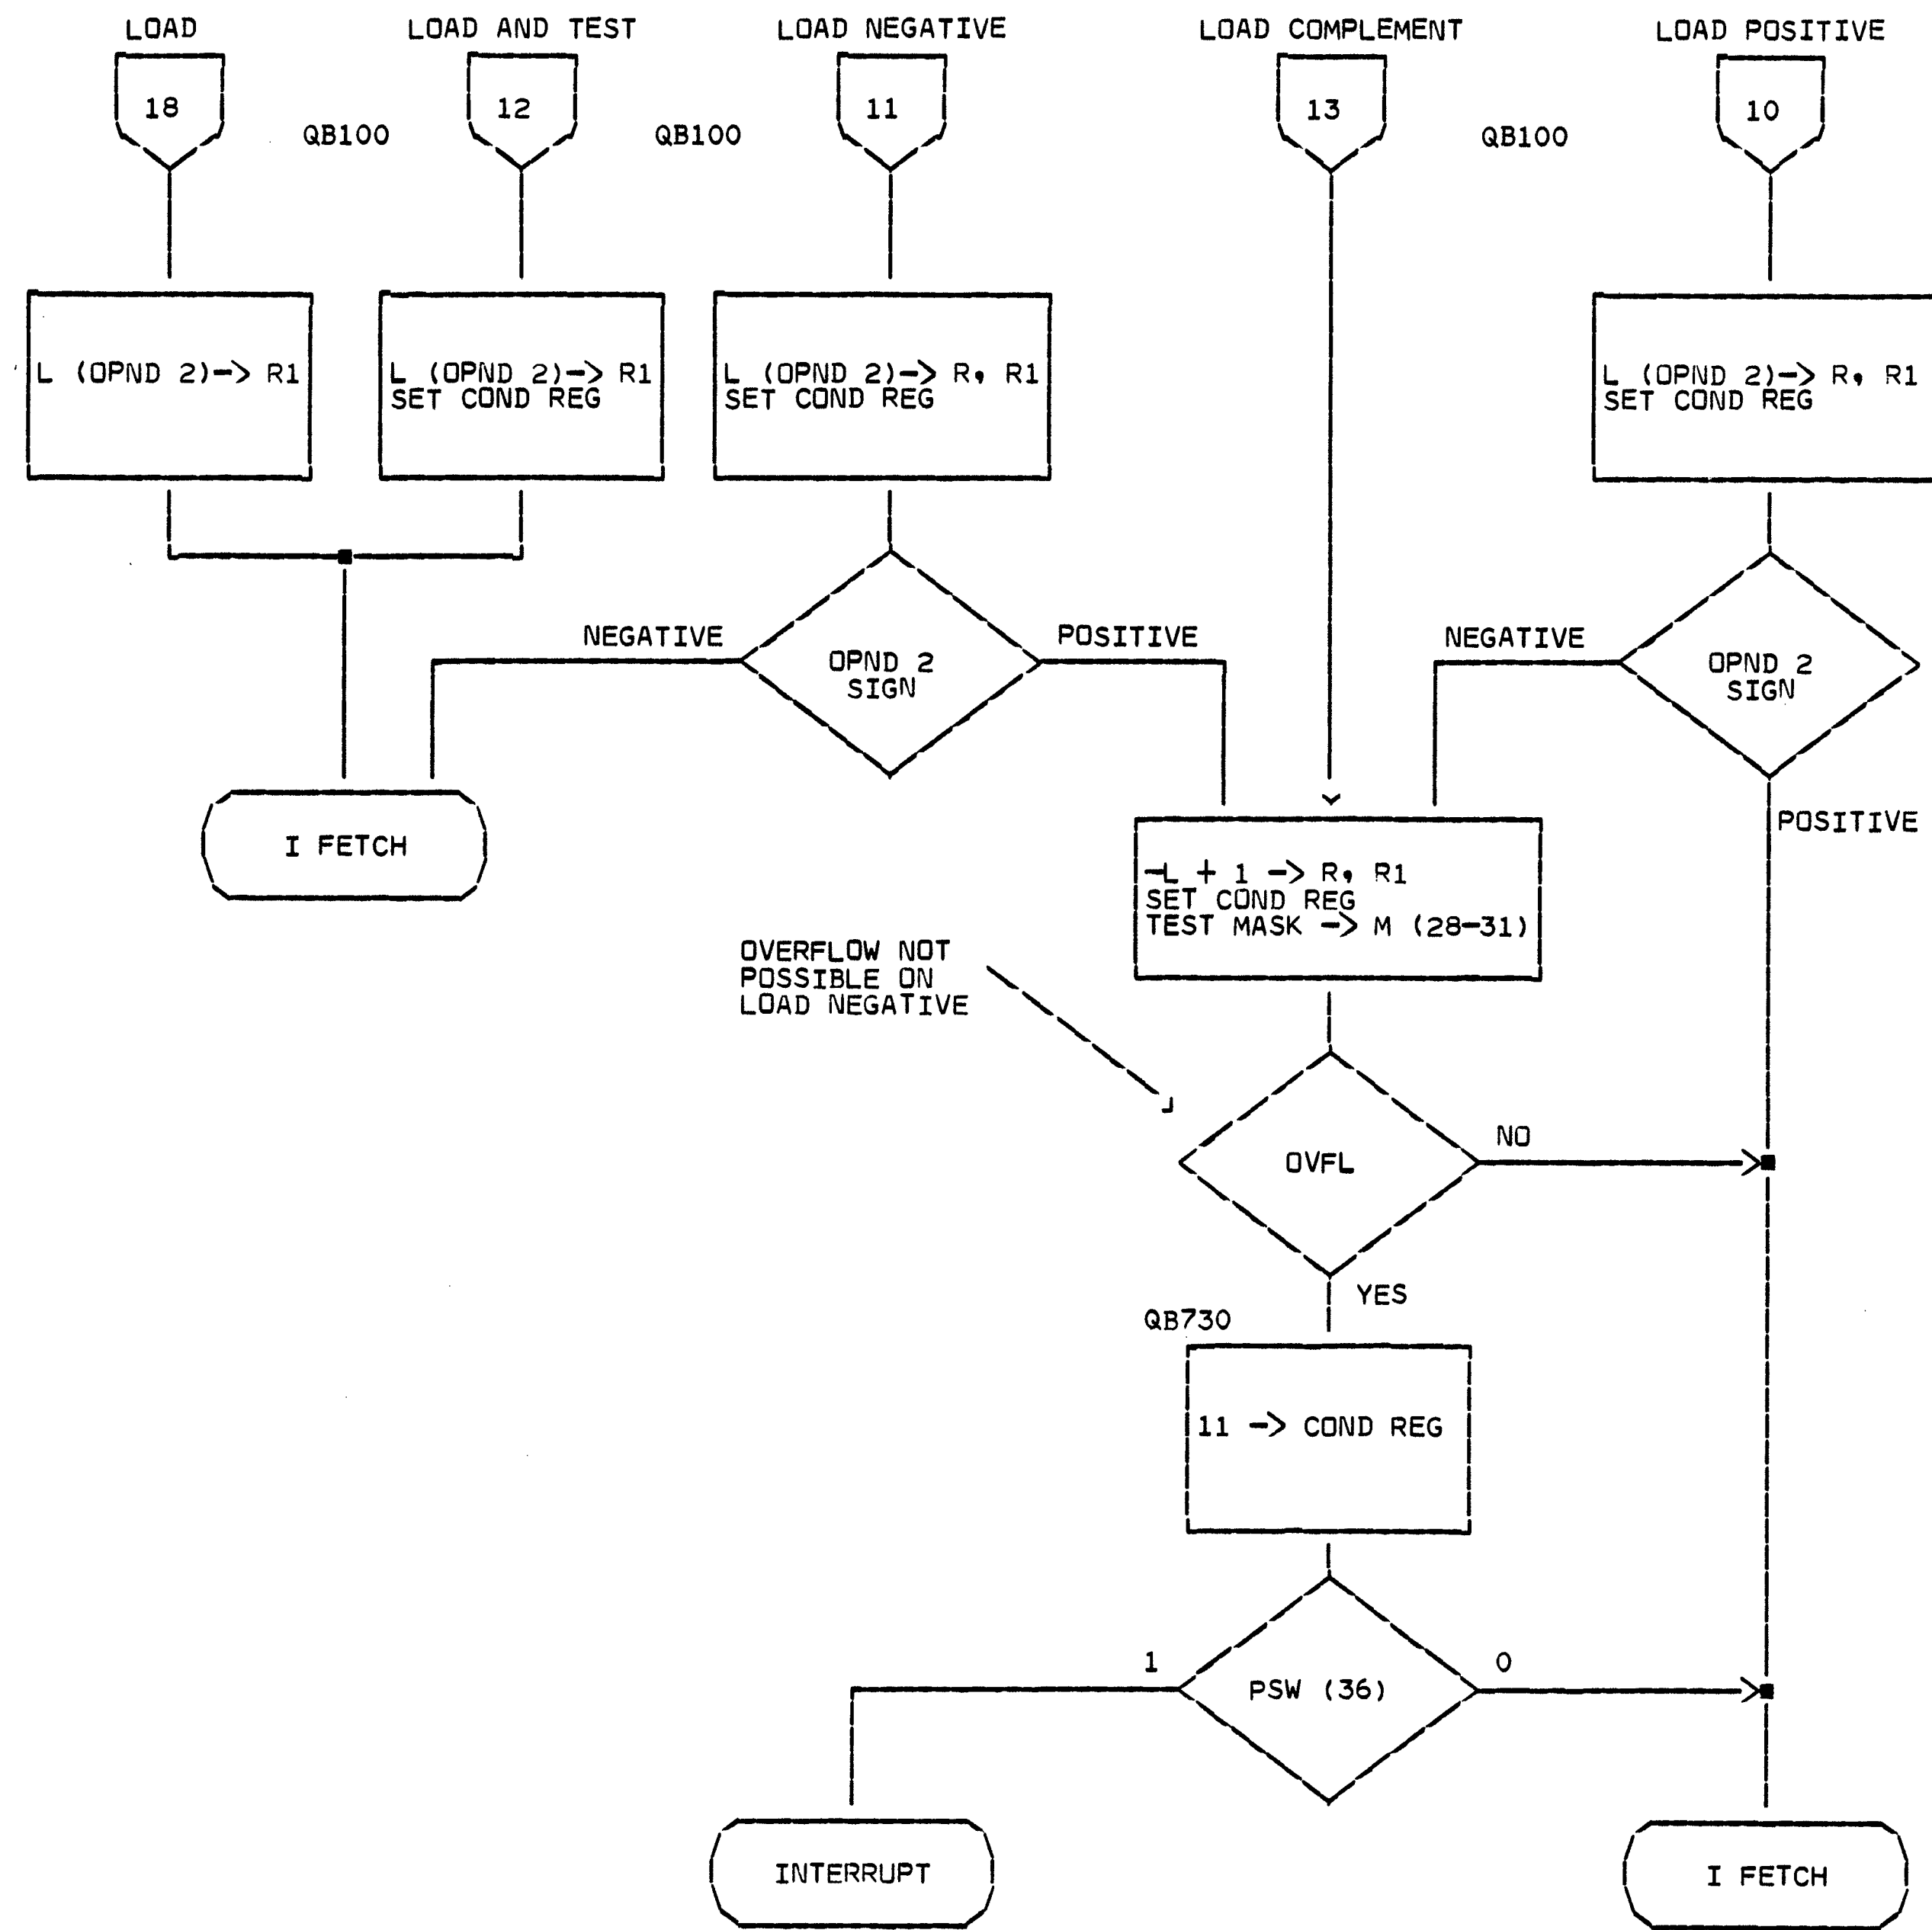 LOAD
LOAD AND TEST
LOAD NEGATIVE
LOAD COMPLEMENT
LOAD POSITIVE
18
12
11
13
10
QB100
QB100
QB100
L (OPND 2)-> R1
L (OPND 2)-> R1
SET COND REG
L (OPND 2)-> R, R1
SET COND REG
L (OPND 2)-> R, R1
SET COND REG
NEGATIVE
OPND 2
SIGN
POSITIVE
NEGATIVE
OPND 2
SIGN
POSITIVE
I FETCH
-L + 1 -> R, R1
SET COND REG
TEST MASK -> M (28-31)
OVERFLOW NOT
POSSIBLE ON
LOAD NEGATIVE
OVFL
NO
YES
QB730
11 -> COND REG
1
PSW (36)
0
INTERRUPT
I FETCH